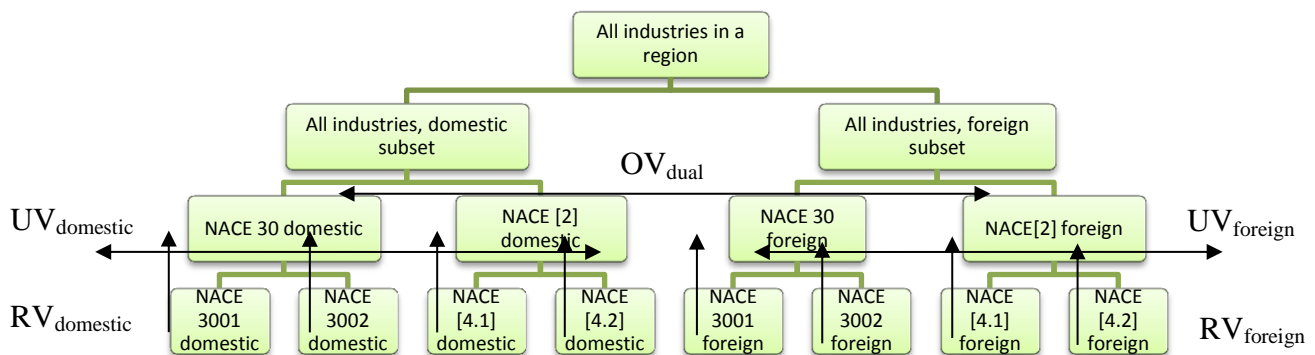 All industries in a
region
All industries, domestic
subset
All industries, foreign
subset
OVdual
UVdomestic
NACE 30 domestic
NACE [2]
domestic
NACE 30
foreign
NACE[2] foreign
UVforeign
RVdomestic
NACE
3001
domestic
NACE
3002
domestic
NACE
[4.1]
domestic
NACE
[4.2]
domestic
NACE
3001
foreign
NACE
3002
foreign
NACE
[4.1]
foreign
NACE
[4.2]
foreign
RVforeign